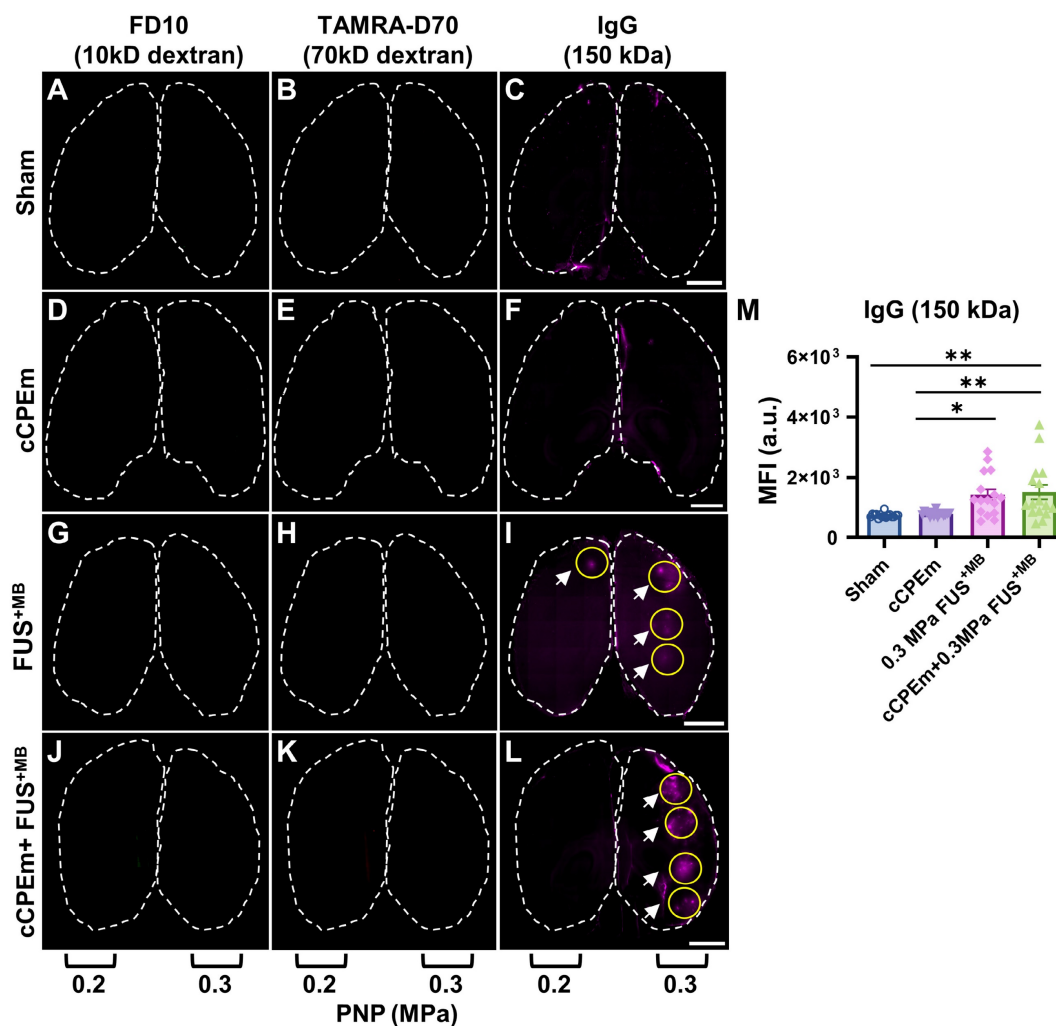 FD10
(10kD dextran)
TAMRA-D70
(70kD dextran)
IgG
(150 kDa)
Sham
A
B
C
cCPEm
D
E
F
FUS+MB
G
H
I
cCPEm+ FUS+MB
J
K
L
0.2
0.3
0.2
0.3
0.2
0.3
PNP (MPa)
M
IgG (150 kDa)
MFI (a.u.)
6×10³
4×10³
2×10³
0
**
**
*
Sham
cCPEm
0.3 MPa FUS+MB
cCPEm+0.3MPa FUS+MB